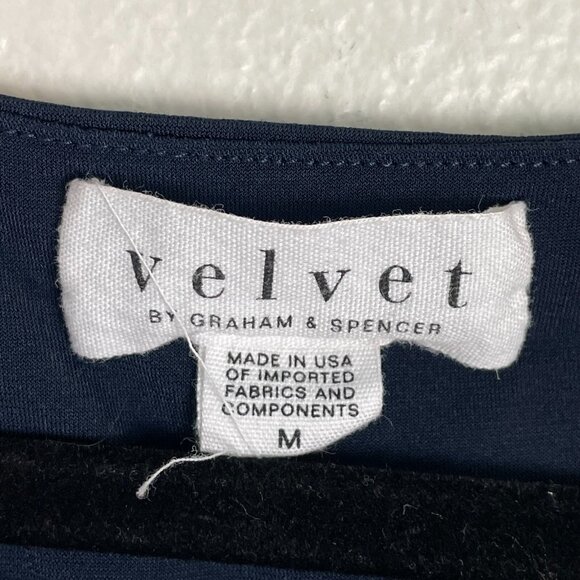 velvet
BY GRAHAM & SPENCER
MADE IN USA
OF IMPORTED
FABRICS AND
COMPONENTS
M